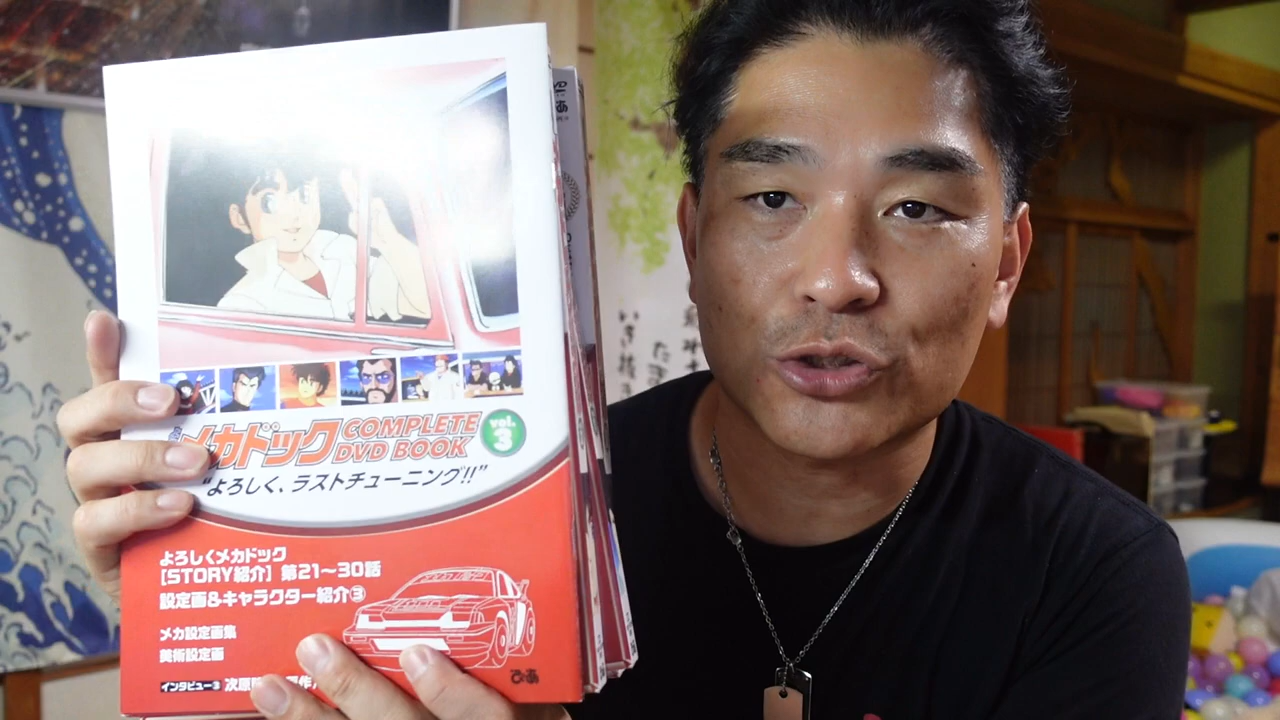 メカドック COMPLETE DVD BOOK vol.3
"よろしく、ラストチューニング!!"
よろしくメカドック
[STORY紹介] 第21〜30話
設定画&キャラクター紹介③
メカ設定画集
美術設定画
インタビュー3 次原
ぴあ